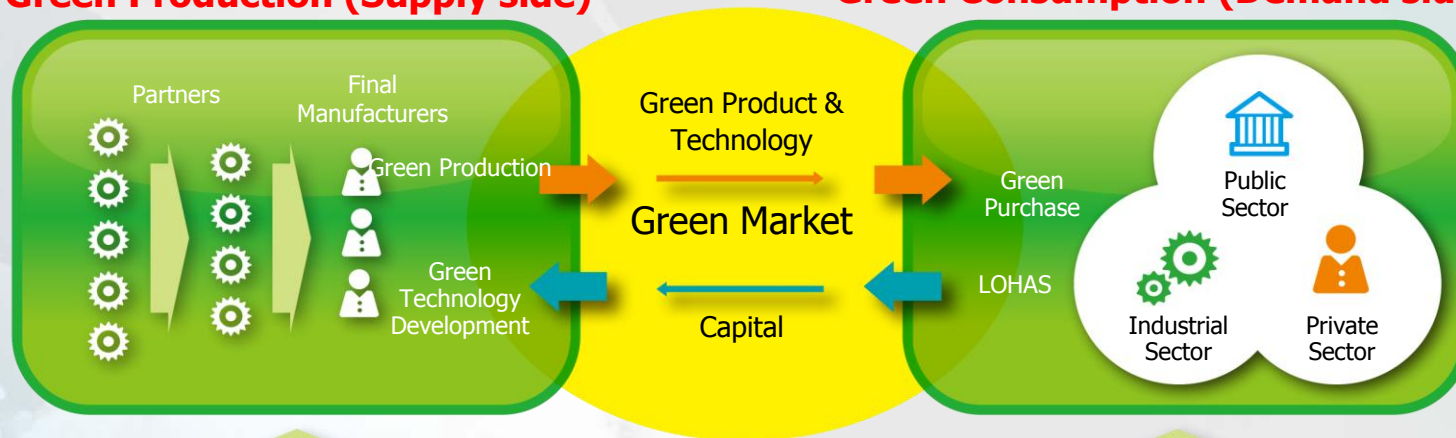 Green Production (Supply side)
Green Consumption (Demand
Partners
Final
Manufacturers
Green Production
Green
Technology
Development
Green Product &
Technology
Green Market
Capital
Green
Purchase
LOHAS
Public
Sector
Industrial
Sector
Private
Sector